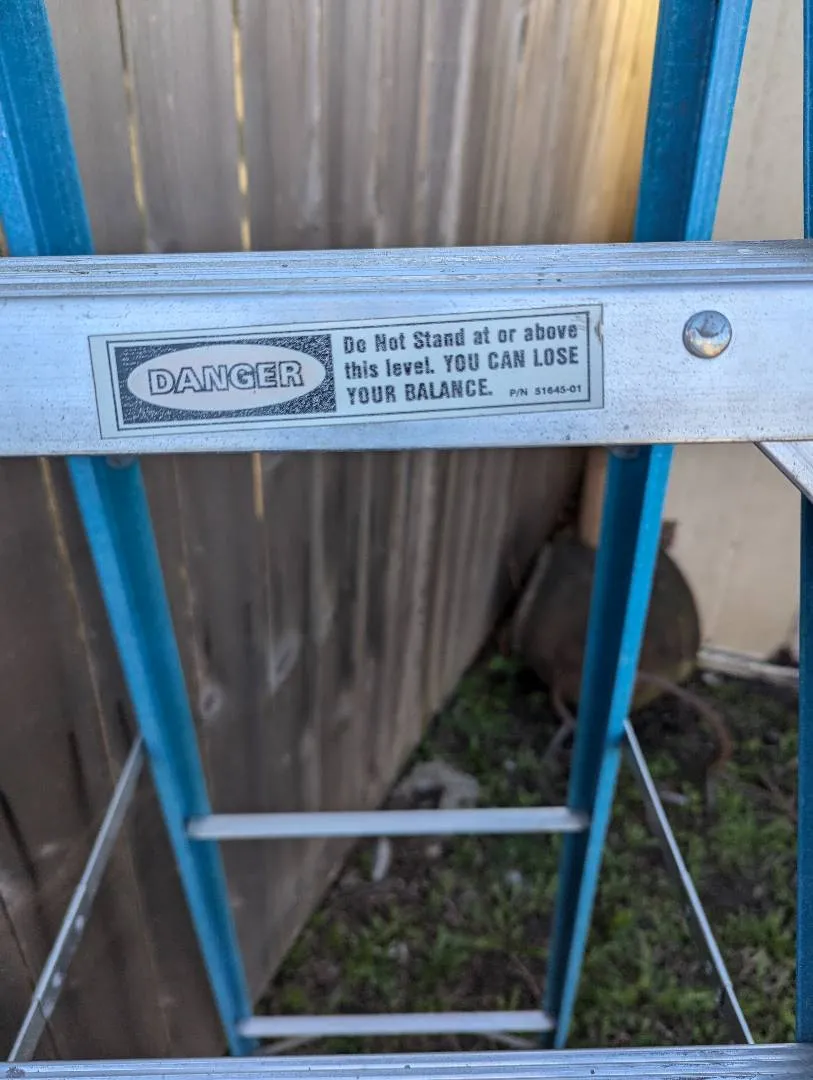 DANGER
Do Not Stand at or above
this level. YOU CAN LOSE
YOUR BALANCE. P/N 51645-01